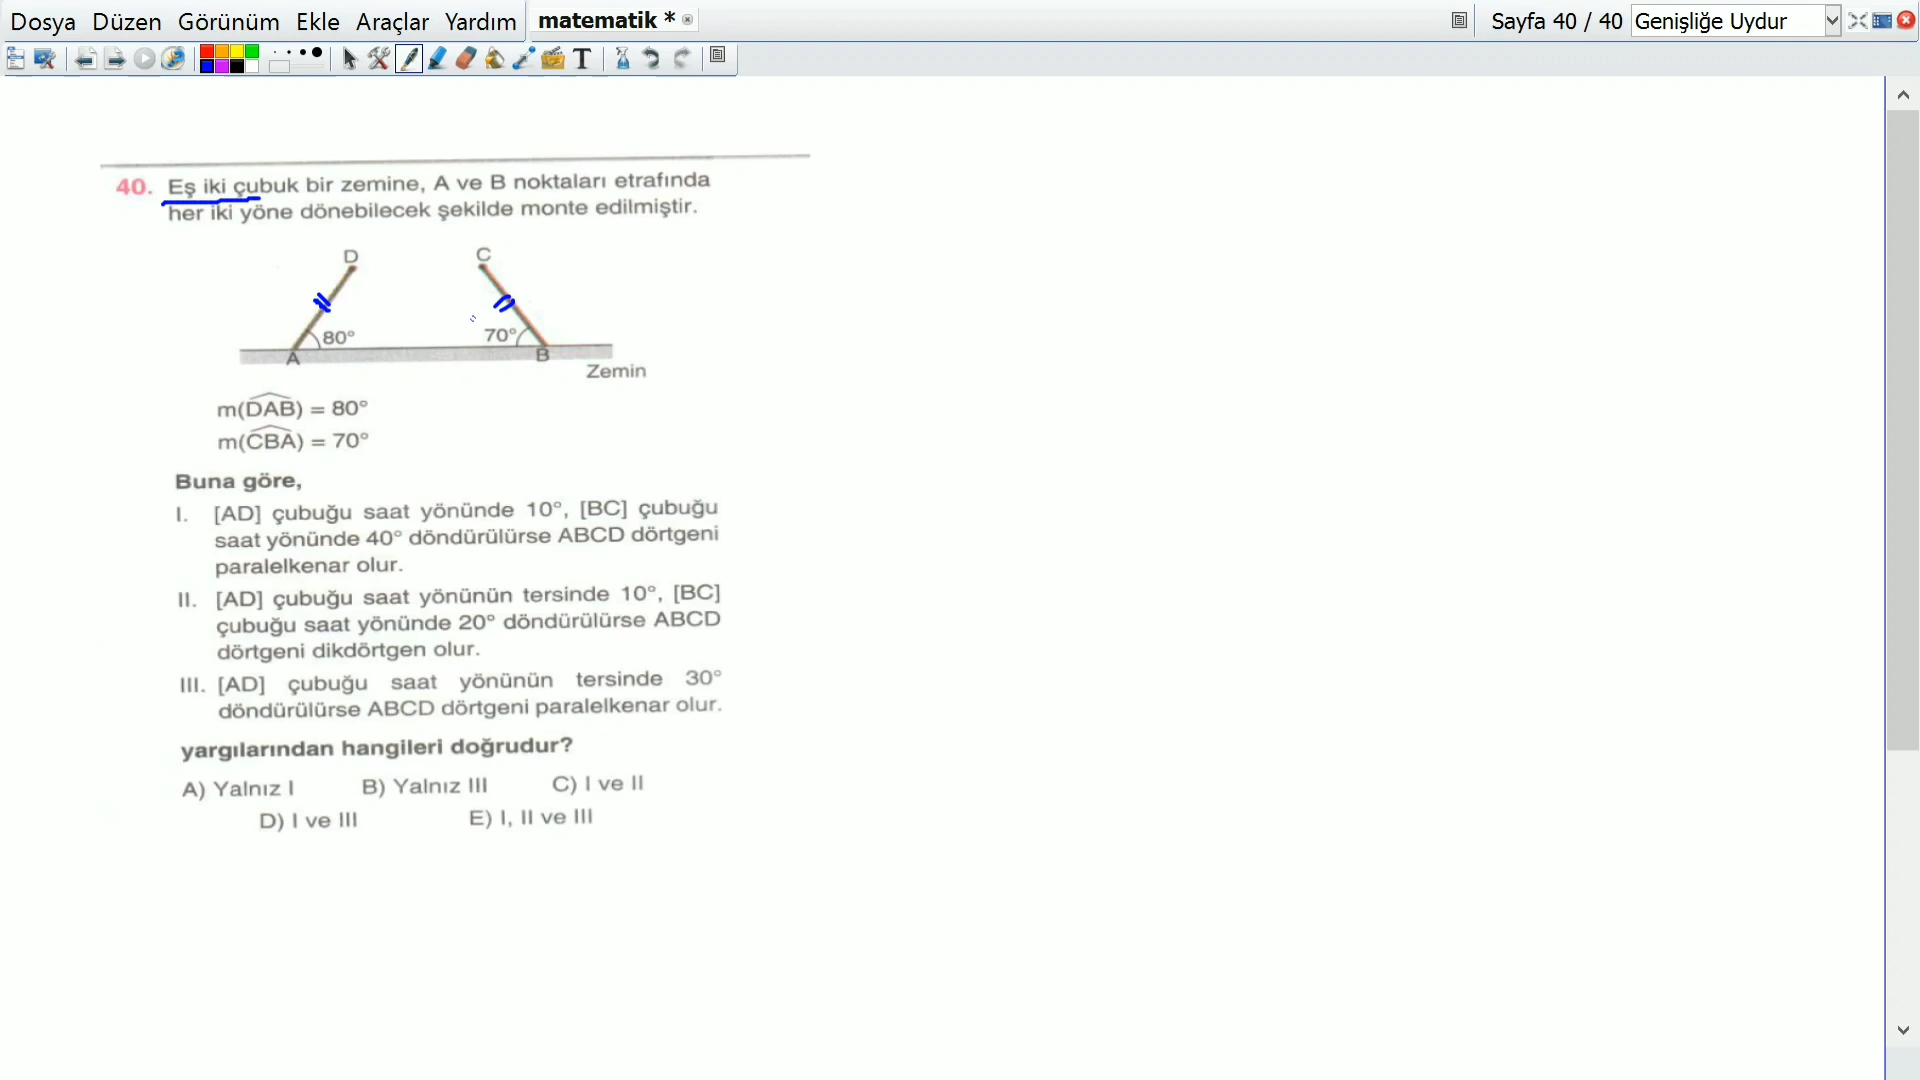 Dosya Düzen Görünüm Ekle Araçlar Yardım matematik * Sayfa 40 / 40 Genişliğe Uydur
40. Eş iki çubuk bir zemine, A ve B noktaları etrafında
her iki yöne dönebilecek şekilde monte edilmiştir.
D C
80° 70°
A B
Zemin
m(DAB) = 80°
m(CBA) = 70°
Buna göre,
I. [AD] çubuğu saat yönünde 10°, [BC] çubuğu
saat yönünde 40° döndürülürse ABCD dörtgeni
paralelkenar olur.
II. [AD] çubuğu saat yönünün tersinde 10°, [BC]
çubuğu saat yönünde 20° döndürülürse ABCD
dörtgeni dikdörtgen olur.
III. [AD] çubuğu saat yönünün tersinde 30°
döndürülürse ABCD dörtgeni paralelkenar olur.
yargılarından hangileri doğrudur?
A) Yalnız I B) Yalnız III C) I ve II
D) I ve III E) I, II ve III